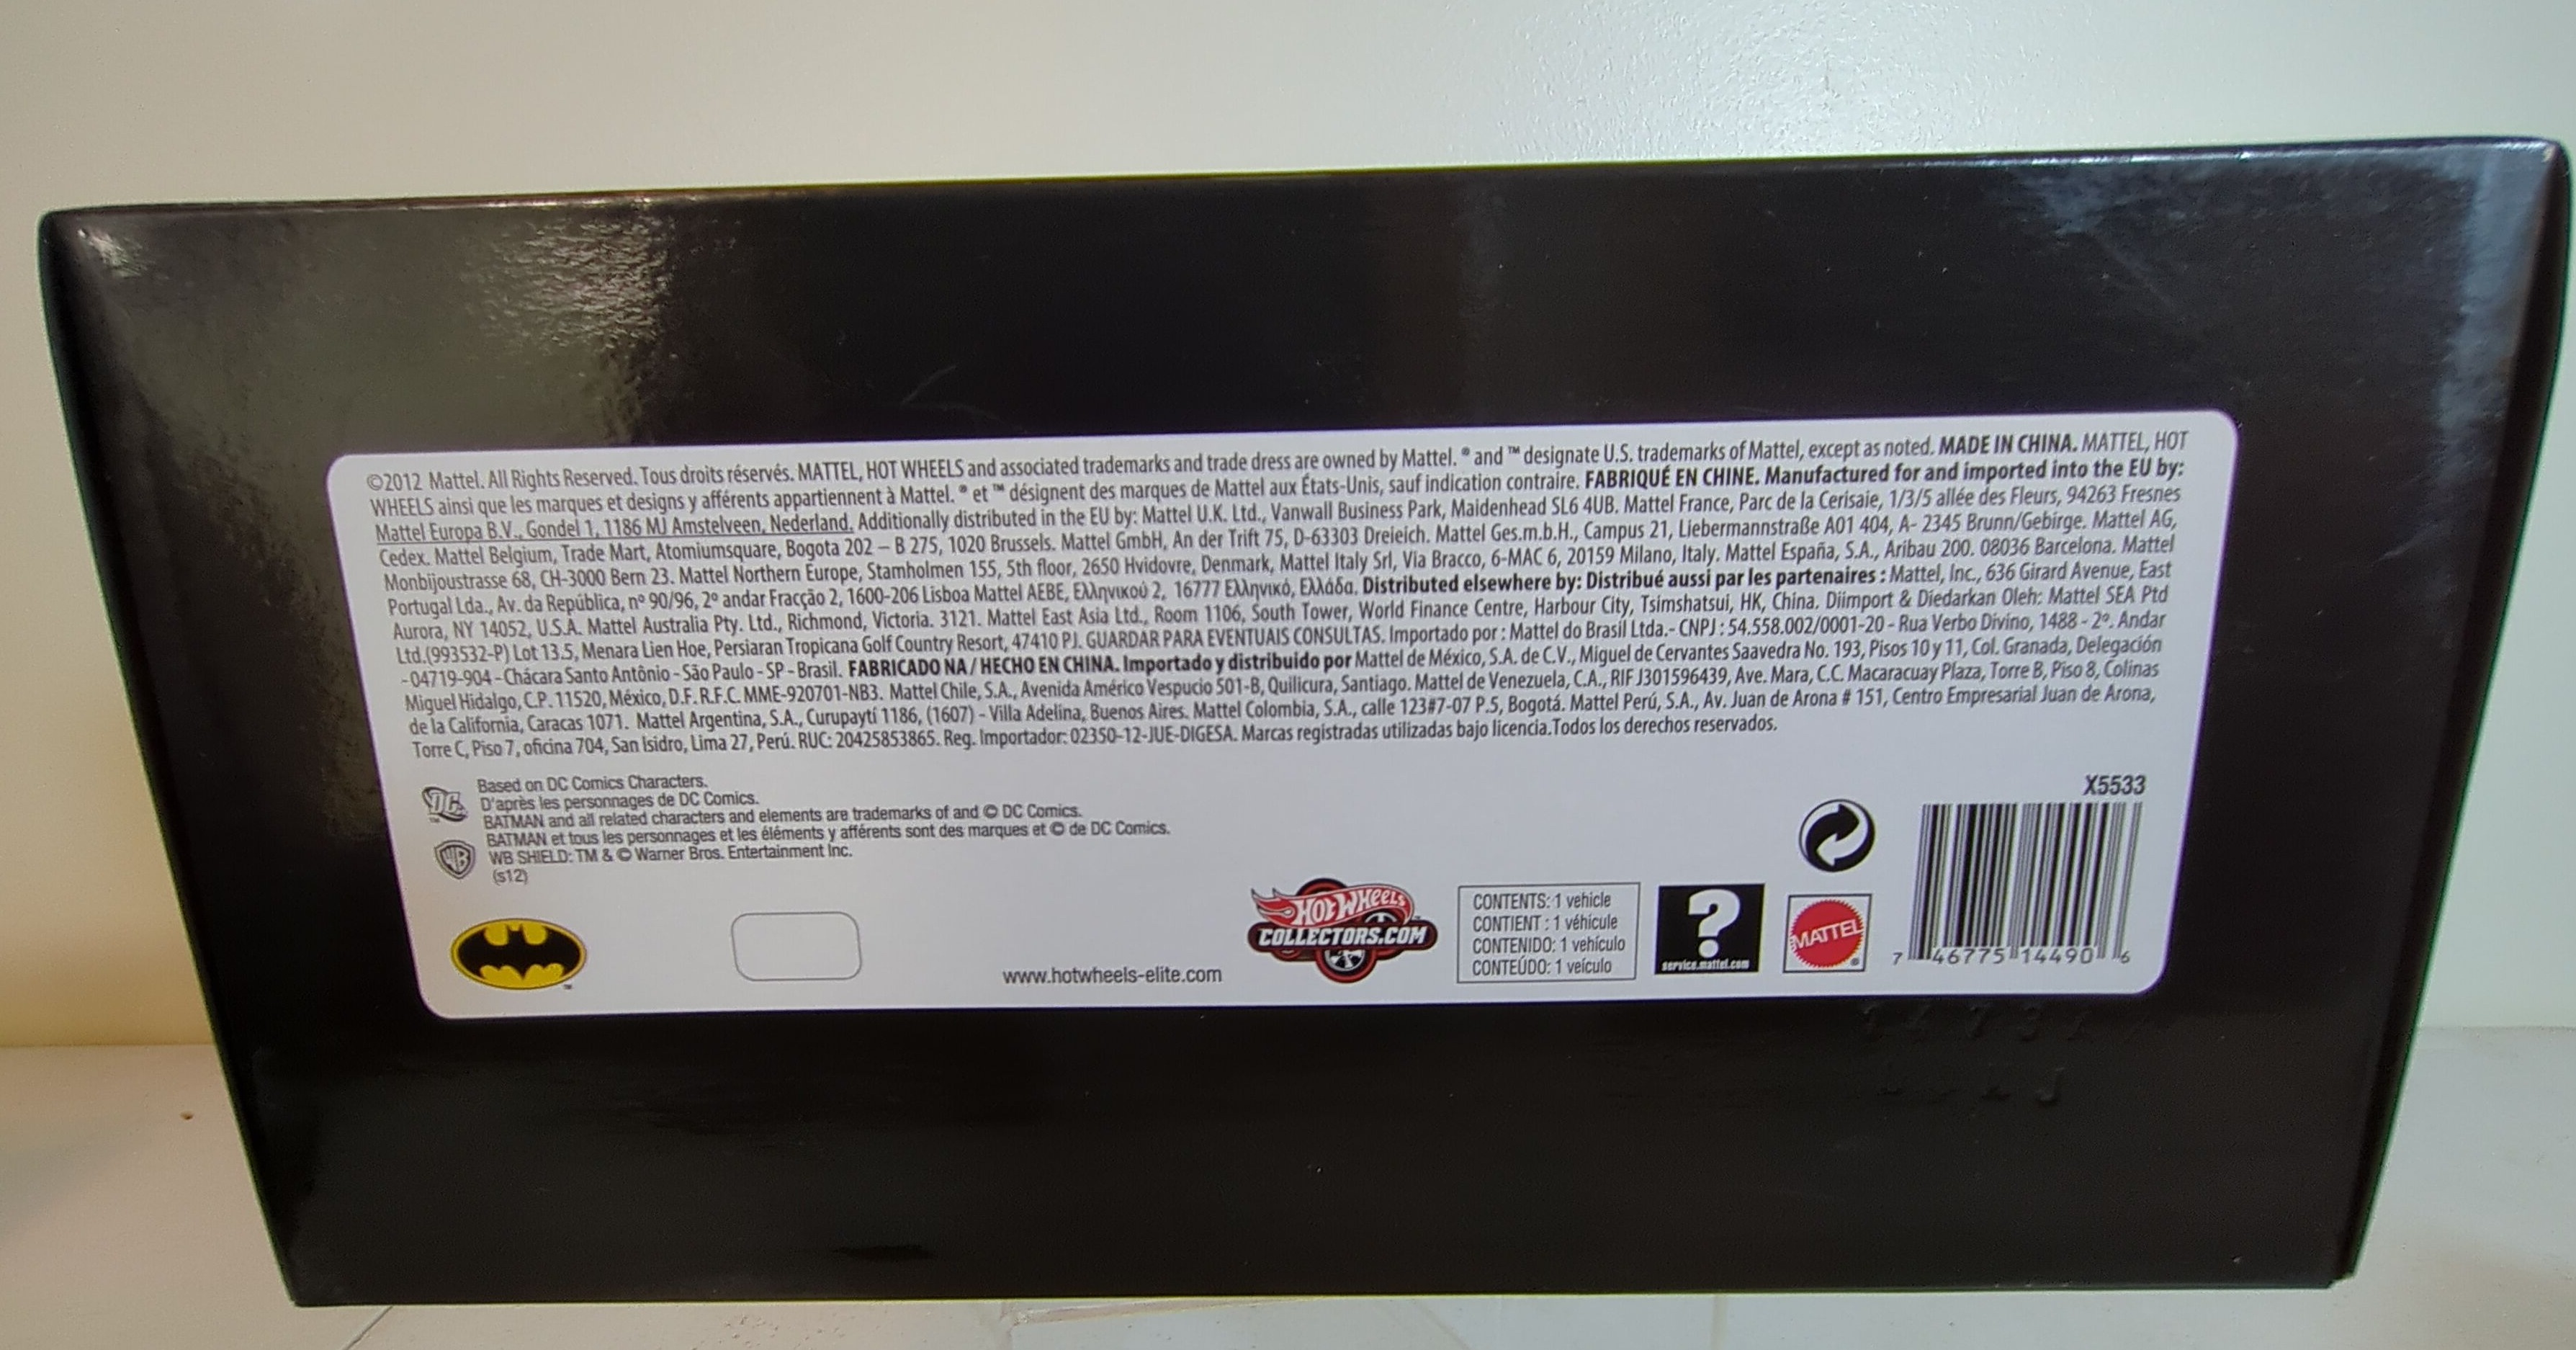 ©2012 Mattel. All Rights Reserved. Tous droits réservés. MATTEL, HOT WHEELS and associated trademarks and trade dress are owned by Mattel. ® and ™ designate U.S. trademarks of Mattel, except as noted. MADE IN CHINA. MATTEL, HOT
WHEELS ainsi que les marques et designs y afférents appartiennent à Mattel. ® et ™ désignent des marques de Mattel aux États-Unis, sauf indication contraire. FABRIQUÉ EN CHINE. Manufactured for and imported into the EU by:
Mattel Europa B.V., Gondel 1, 1186 MJ Amstelveen, Nederland. Additionally distributed in the EU by: Mattel U.K. Ltd., Vanwall Business Park, Maidenhead SL6 4UB. Mattel France, Parc de la Cerisaie, 1/3/5 allée des Fleurs, 94263 Fresnes
Cedex. Mattel Belgium, Trade Mart, Atomiumsquare, Bogota 202 – B 275, 1020 Brussels. Mattel GmbH, An der Trift 75, D-63303 Dreieich. Mattel Ges.m.b.H., Campus 21, Liebermannstraße A01 404, A- 2345 Brunn/Gebirge. Mattel AG,
Monbijoustrasse 68, CH-3000 Bern 23. Mattel Northern Europe, Stamholmen 155, 5th floor, 2650 Hvidovre, Denmark, Mattel Italy Srl, Via Bracco, 6-MAC 6, 20159 Milano, Italy. Mattel España, S.A., Aribau 200. 08036 Barcelona. Mattel
Portugal Lda., Av. da República, nº 90/96, 2º andar Fracção 2, 1600-206 Lisboa Mattel AEBE, Ελληνικού 2, 16777 Ελληνικό, Ελλάδα. Distributed elsewhere by: Distribué aussi par les partenaires : Mattel, Inc., 636 Girard Avenue, East
Aurora, NY 14052, U.S.A. Mattel Australia Pty. Ltd., Richmond, Victoria. 3121. Mattel East Asia Ltd., Room 1106, South Tower, World Finance Centre, Harbour City, Tsimshatsui, HK, China. Diimport & Diedarkan Oleh: Mattel SEA Ptd
Ltd.(993532-P) Lot 13.5, Menara Lien Hoe, Persiaran Tropicana Golf Country Resort, 47410 PJ. GUARDAR PARA EVENTUAIS CONSULTAS. Importado por : Mattel do Brasil Ltda.- CNPJ : 54.558.002/0001-20 - Rua Verbo Divino, 1488 - 2º. Andar
- 04719-904 - Chácara Santo Antônio - São Paulo - SP - Brasil. FABRICADO NA / HECHO EN CHINA. Importado y distribuido por Mattel de México, S.A. de C.V., Miguel de Cervantes Saavedra No. 193, Pisos 10 y 11, Col. Granada, Delegación
Miguel Hidalgo, C.P. 11520, México, D.F. R.F.C. MME-920701-NB3. Mattel Chile, S.A., Avenida Américo Vespucio 501-B, Quilicura, Santiago. Mattel de Venezuela, C.A., RIF J301596439, Ave. Mara, C.C. Macaracuay Plaza, Torre B, Piso 8, Colinas
de la California, Caracas 1071. Mattel Argentina, S.A., Curupaytí 1186, (1607) - Villa Adelina, Buenos Aires. Mattel Colombia, S.A., calle 123#7-07 P.5, Bogotá. Mattel Perú, S.A., Av. Juan de Arona # 151, Centro Empresarial Juan de Arona,
Torre C, Piso 7, oficina 704, San Isidro, Lima 27, Perú. RUC: 20425853865. Reg. Importador: 02350-12-JUE-DIGESA. Marcas registradas utilizadas bajo licencia.Todos los derechos reservados.
DC ™
Based on DC Comics Characters.
D'après les personnages de DC Comics.
BATMAN and all related characters and elements are trademarks of and © DC Comics.
BATMAN et tous les personnages et les éléments y afférents sont des marques et © de DC Comics.
WB
WB SHIELD: TM & © Warner Bros. Entertainment Inc.
(s12)
™
www.hotwheels-elite.com
HOT WHEELS
COLLECTORS.COM
CONTENTS: 1 vehicle
CONTIENT : 1 véhicule
CONTENIDO: 1 vehículo
CONTEÚDO: 1 veículo
?
service.mattel.com
MATTEL ®
X5533
7 46775 14490 6